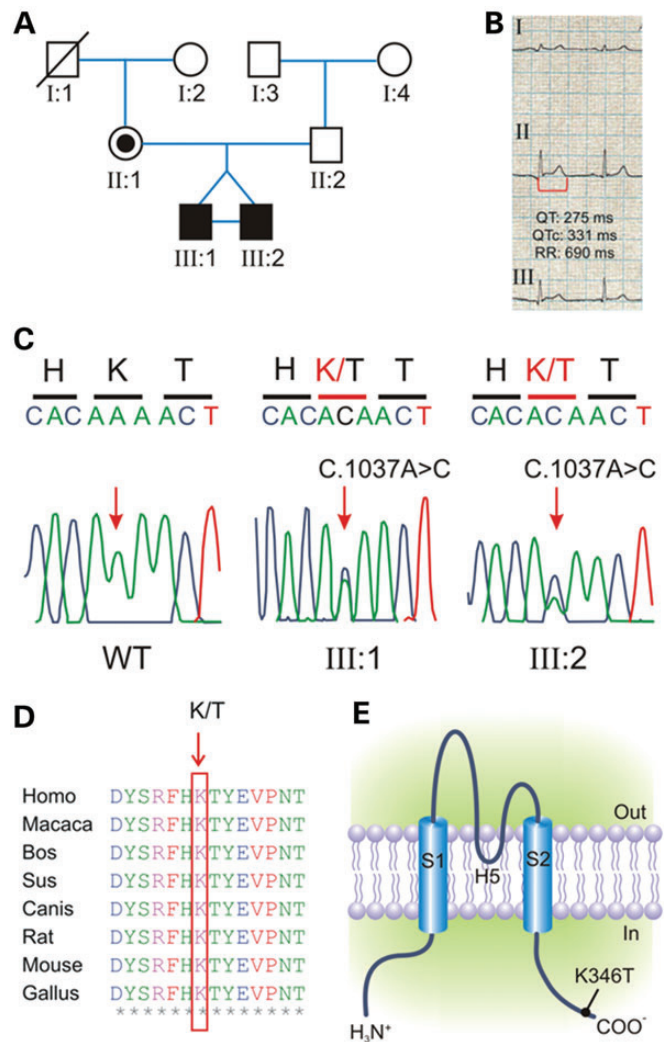 A
I:1
I:2
I:3
I:4
II:1
II:2
III:1
III:2
B
I
II
QT: 275 ms
QTc: 331 ms
RR: 690 ms
III
C
H K T
CACAAAACT
WT
H K/T T
CACACAACT
C.1037A>C
III:1
H K/T T
CACACAACT
C.1037A>C
III:2
D
K/T
Homo DYSRFHKTYEVPNT
Macaca DYSRFHKTYEVPNT
Bos DYSRFHKTYEVPNT
Sus DYSRFHKTYEVPNT
Canis DYSRFHKTYEVPNT
Rat DYSRFHKTYEVPNT
Mouse DYSRFHKTYEVPNT
Gallus DYSRFHKTYEVPNT
**************
E
Out
S1
H5
S2
In
K346T
H₃N⁺
COO⁻